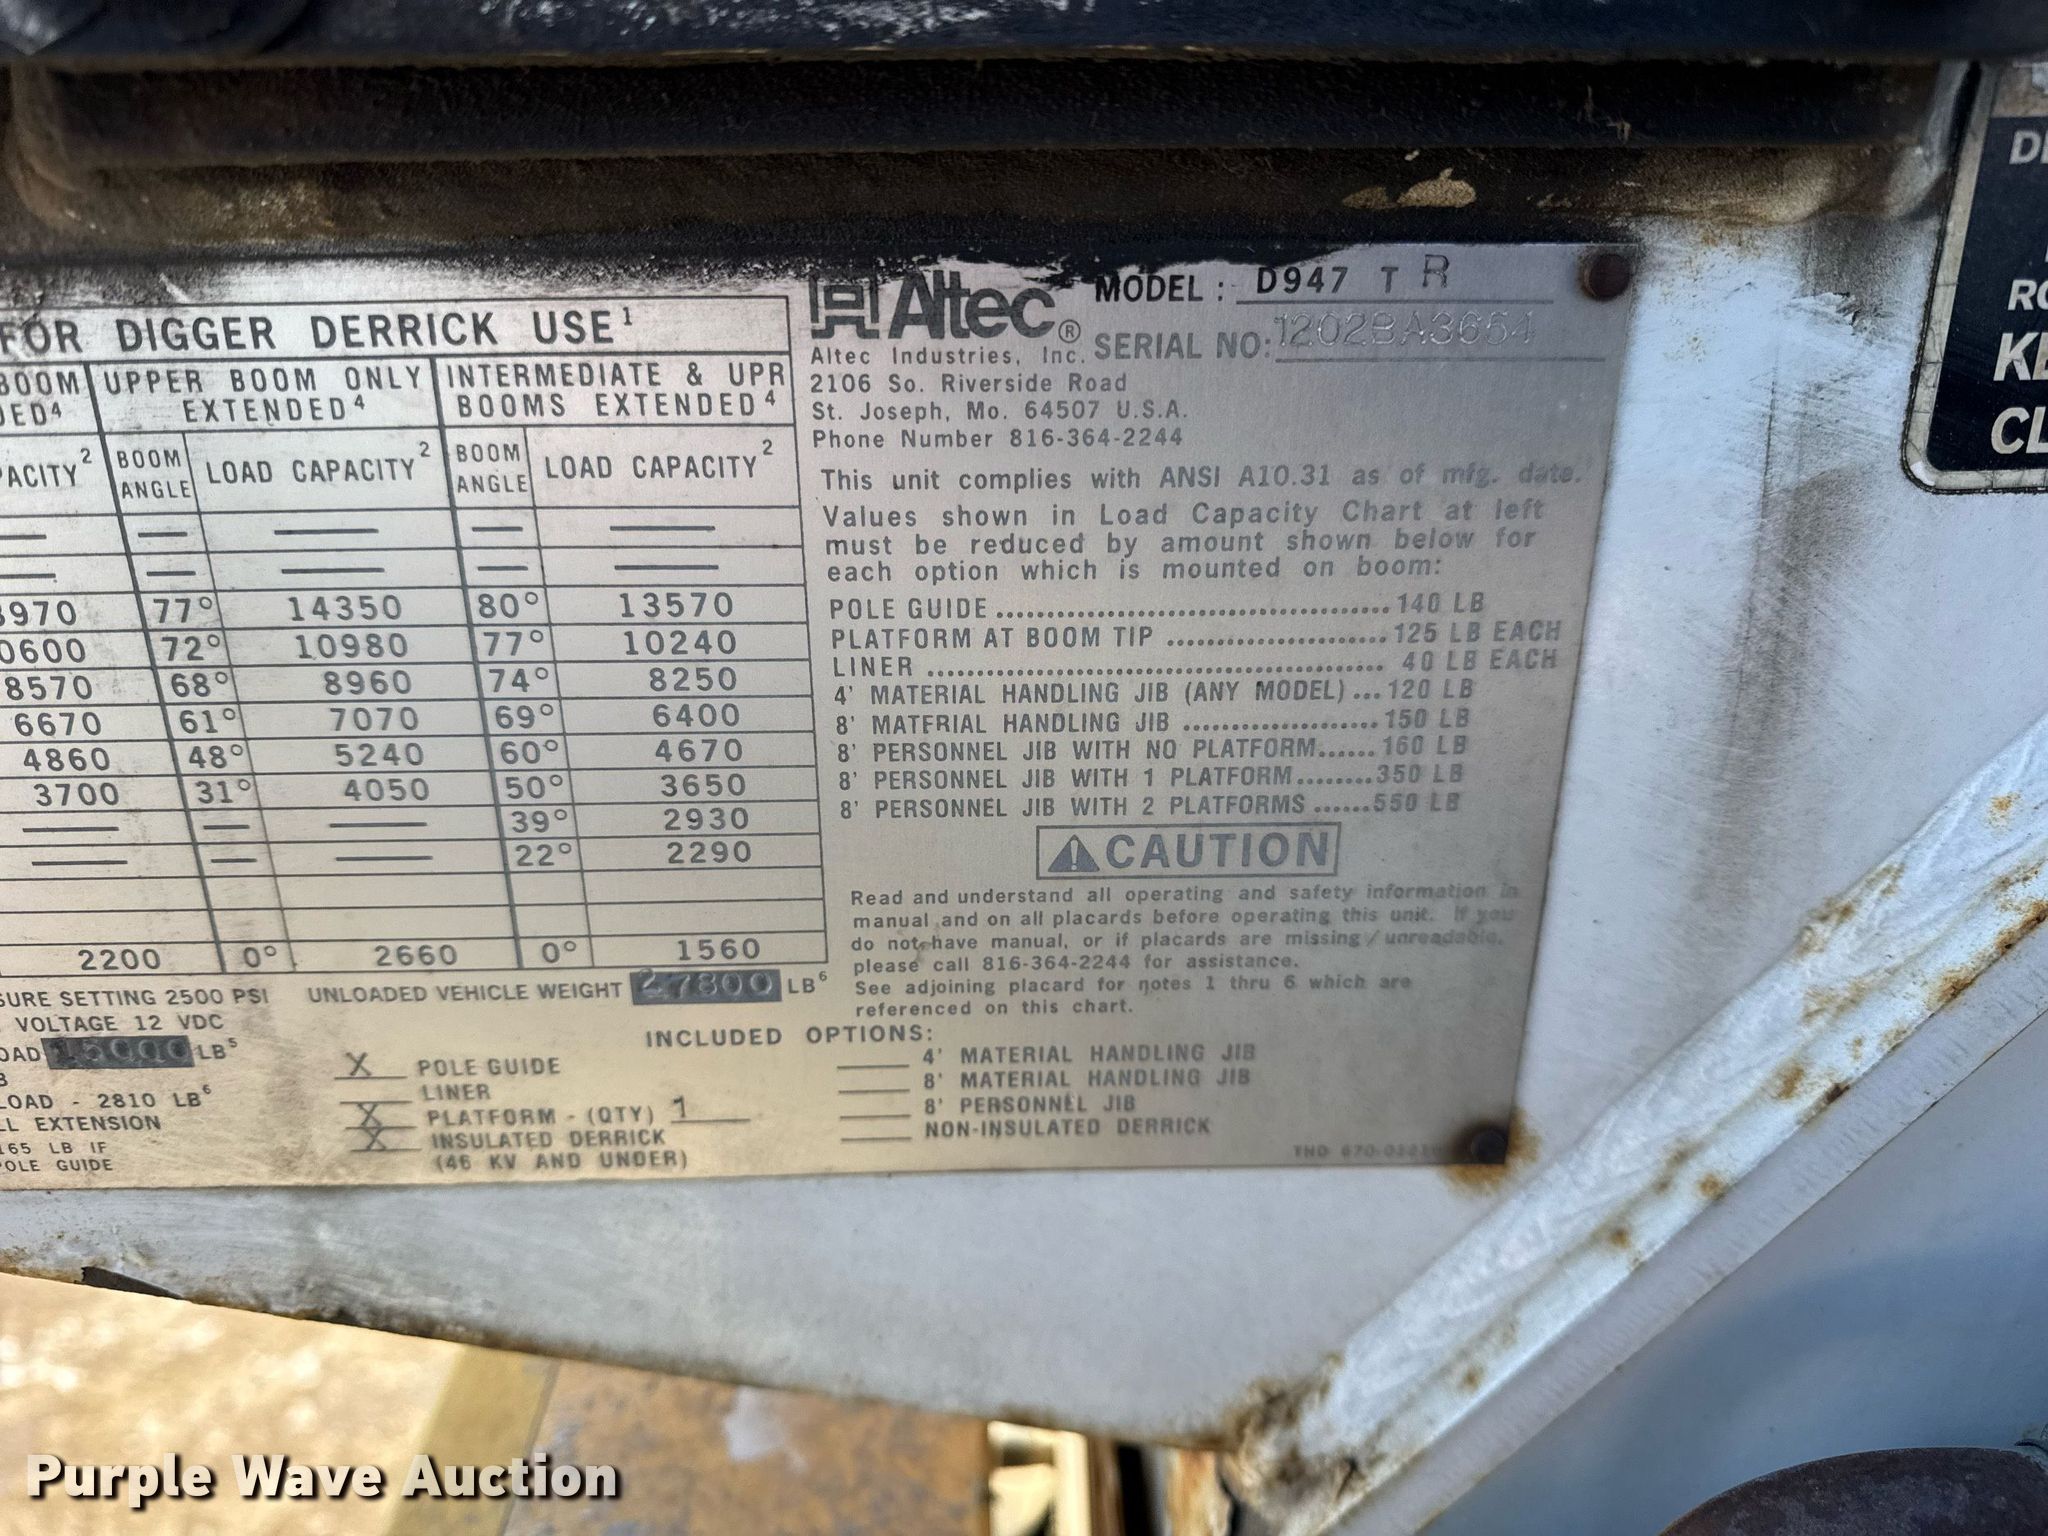 FOR DIGGER DERRICK USE¹
BOOM UPPER BOOM ONLY INTERMEDIATE & UPR
EXTENDED⁴ BOOMS EXTENDED⁴
BOOM ANGLE LOAD CAPACITY² BOOM ANGLE LOAD CAPACITY²
— — — — —
— — — — —
970 77° 14350 80° 13570
0600 72° 10980 77° 10240
8570 68° 8960 74° 8250
6670 61° 7070 69° 6400
4860 48° 5240 60° 4670
3700 31° 4050 50° 3650
— — — 39° 2930
— — — 22° 2290
2200 0° 2660 0° 1560
SURE SETTING 2500 PSI UNLOADED VEHICLE WEIGHT 27800 LB⁶
VOLTAGE 12 VDC
OAD 15000 LB⁵
LOAD - 2810 LB⁶
LL EXTENSION
165 LB IF
POLE GUIDE
INCLUDED OPTIONS:
X POLE GUIDE
LINER
X PLATFORM - (QTY) 1
X INSULATED DERRICK
(46 KV AND UNDER)
4' MATERIAL HANDLING JIB
8' MATERIAL HANDLING JIB
8' PERSONNEL JIB
NON-INSULATED DERRICK
Altec®
MODEL: D947 T R
SERIAL NO: 1202BA3654
Altec Industries, Inc.
2106 So. Riverside Road
St. Joseph, Mo. 64507 U.S.A.
Phone Number 816-364-2244
This unit complies with ANSI A10.31 as of mfg. date.
Values shown in Load Capacity Chart at left
must be reduced by amount shown below for
each option which is mounted on boom:
POLE GUIDE ........ 140 LB
PLATFORM AT BOOM TIP ........ 125 LB EACH
LINER ........ 40 LB EACH
4' MATERIAL HANDLING JIB (ANY MODEL) ... 120 LB
8' MATERIAL HANDLING JIB ........ 150 LB
8' PERSONNEL JIB WITH NO PLATFORM ...... 160 LB
8' PERSONNEL JIB WITH 1 PLATFORM ........ 350 LB
8' PERSONNEL JIB WITH 2 PLATFORMS ...... 550 LB
CAUTION
Read and understand all operating and safety information in
manual and on all placards before operating this unit. If you
do not have manual, or if placards are missing/unreadable,
please call 816-364-2244 for assistance.
See adjoining placard for notes 1 thru 6 which are
referenced on this chart.
Purple Wave Auction